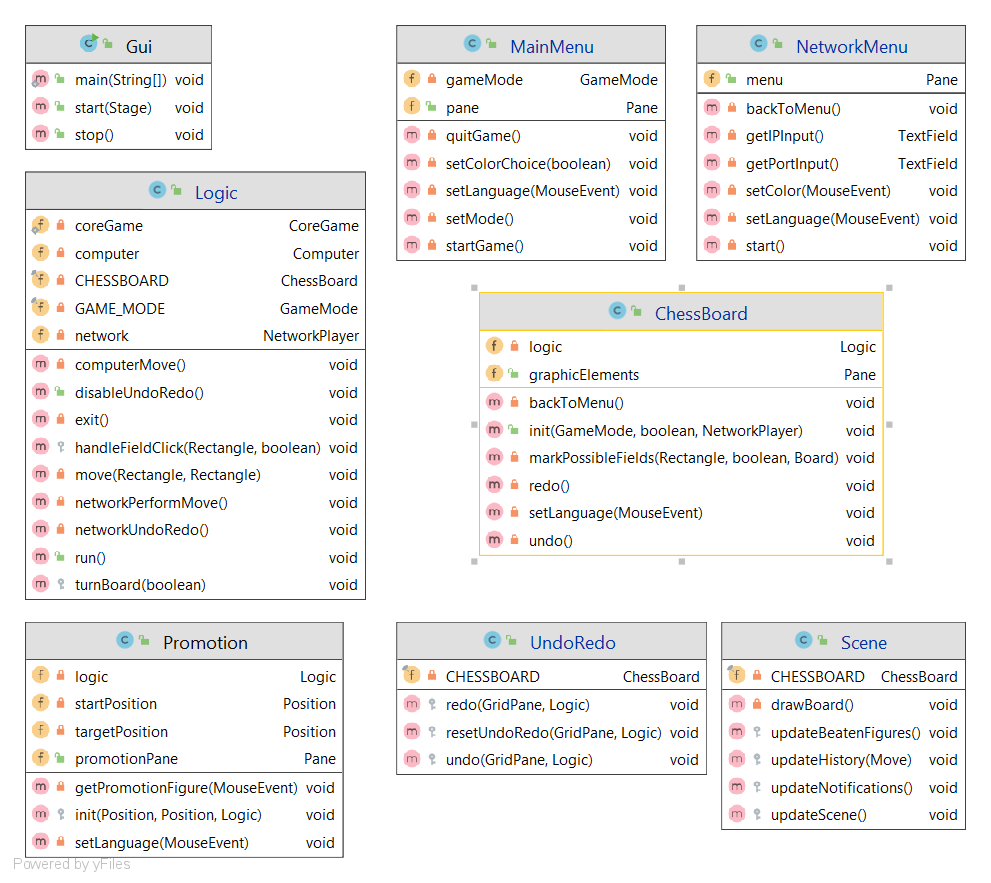 Gui
main(String[]) void
start(Stage) void
stop() void
MainMenu
gameMode GameMode
pane Pane
quitGame() void
setColorChoice(boolean) void
setLanguage(MouseEvent) void
setMode() void
startGame() void
NetworkMenu
menu Pane
backToMenu() void
getIPInput() TextField
getPortInput() TextField
setColor(MouseEvent) void
setLanguage(MouseEvent) void
start() void
Logic
coreGame CoreGame
computer Computer
CHESSBOARD ChessBoard
GAME_MODE GameMode
network NetworkPlayer
computerMove() void
disableUndoRedo() void
exit() void
handleFieldClick(Rectangle, boolean) void
move(Rectangle, Rectangle) void
networkPerformMove() void
networkUndoRedo() void
run() void
turnBoard(boolean) void
ChessBoard
logic Logic
graphicElements Pane
backToMenu() void
init(GameMode, boolean, NetworkPlayer) void
markPossibleFields(Rectangle, boolean, Board) void
redo() void
setLanguage(MouseEvent) void
undo() void
Promotion
logic Logic
startPosition Position
targetPosition Position
promotionPane Pane
getPromotionFigure(MouseEvent) void
init(Position, Position, Logic) void
setLanguage(MouseEvent) void
UndoRedo
CHESSBOARD ChessBoard
redo(GridPane, Logic) void
resetUndoRedo(GridPane, Logic) void
undo(GridPane, Logic) void
Scene
CHESSBOARD ChessBoard
drawBoard() void
updateBeatenFigures() void
updateHistory(Move) void
updateNotifications() void
updateScene() void
Powered by yFiles